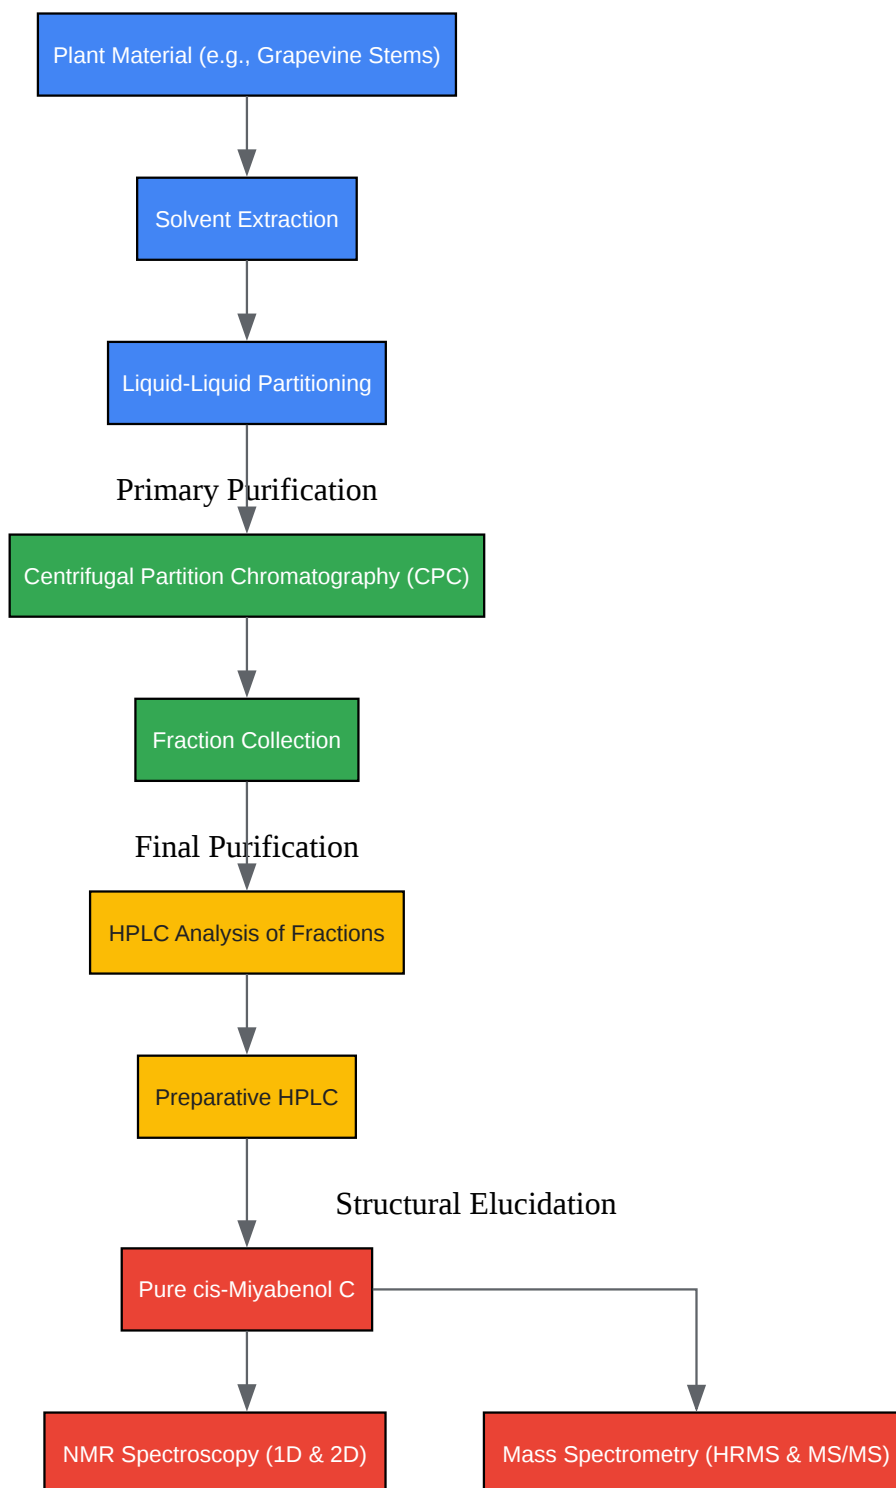 Plant Material (e.g., Grapevine Stems)
Solvent Extraction
Liquid-Liquid Partitioning
Primary Purification
Centrifugal Partition Chromatography (CPC)
Fraction Collection
Final Purification
HPLC Analysis of Fractions
Preparative HPLC
Structural Elucidation
Pure cis-Miyabenol C
NMR Spectroscopy (1D & 2D)
Mass Spectrometry (HRMS & MS/MS)